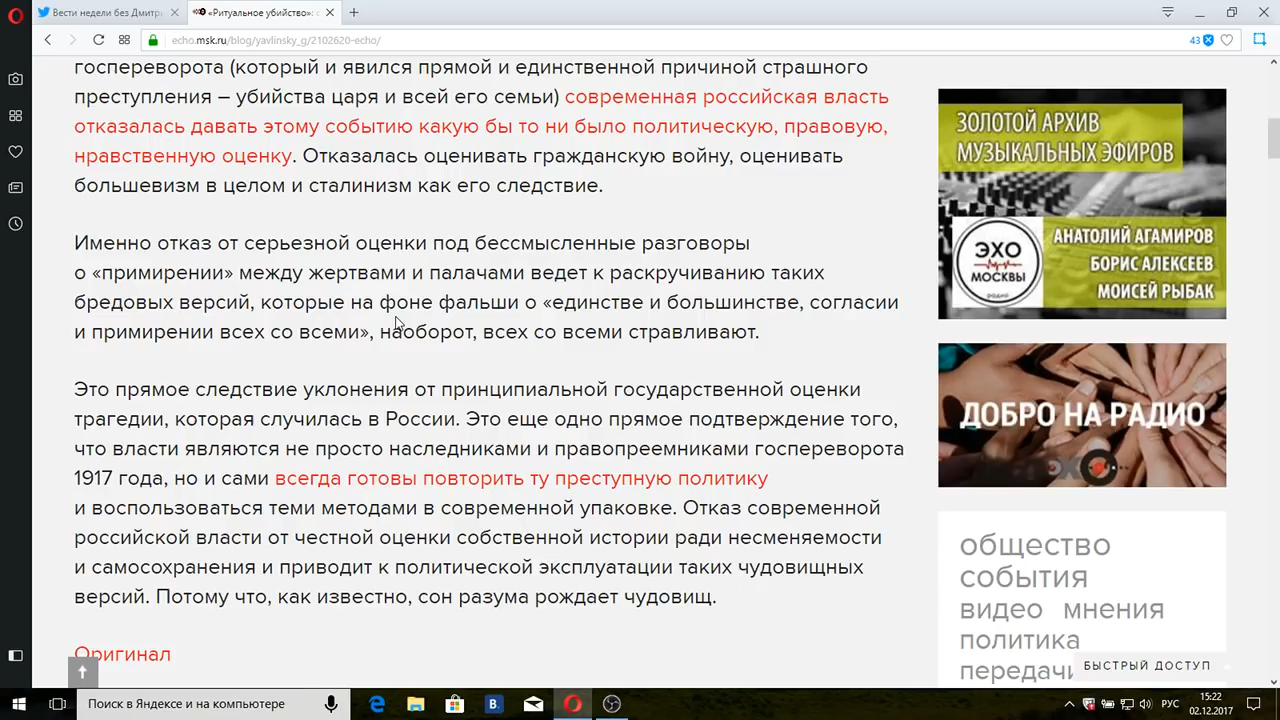 Вести недели без Дмитри
«Ритуальное убийство»: с
echo.msk.ru/blog/yavlinsky_g/2102620-echo/
43
госпереворота (который и явился прямой и единственной причиной страшного
преступления – убийства царя и всей его семьи) современная российская власть
отказалась давать этому событию какую бы то ни было политическую, правовую,
нравственную оценку. Отказалась оценивать гражданскую войну, оценивать
большевизм в целом и сталинизм как его следствие.
Именно отказ от серьезной оценки под бессмысленные разговоры
о «примирении» между жертвами и палачами ведет к раскручиванию таких
бредовых версий, которые на фоне фальши о «единстве и большинстве, согласии
и примирении всех со всеми», наоборот, всех со всеми стравливают.
Это прямое следствие уклонения от принципиальной государственной оценки
трагедии, которая случилась в России. Это еще одно прямое подтверждение того,
что власти являются не просто наследниками и правопреемниками госпереворота
1917 года, но и сами всегда готовы повторить ту преступную политику
и воспользоваться теми методами в современной упаковке. Отказ современной
российской власти от честной оценки собственной истории ради несменяемости
и самосохранения и приводит к политической эксплуатации таких чудовищных
версий. Потому что, как известно, сон разума рождает чудовищ.
Оригинал
ЗОЛОТОЙ АРХИВ
МУЗЫКАЛЬНЫХ ЭФИРОВ
ЭХО
МОСКВЫ
радио
АНАТОЛИЙ АГАМИРОВ
БОРИС АЛЕКСЕЕВ
МОИСЕЙ РЫБАК
ДОБРО НА РАДИО
общество
события
видео мнения
политика
передачи
БЫСТРЫЙ ДОСТУП
Поиск в Яндексе и на компьютере
РУС
15:22
02.12.2017